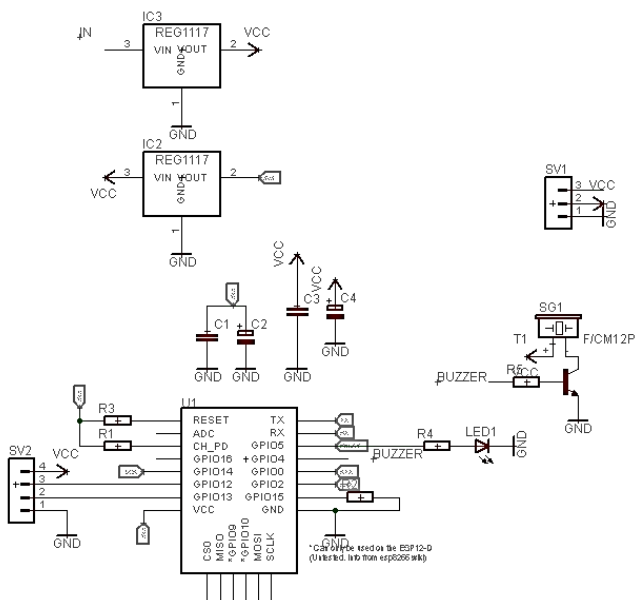 IC3
IN
REG1117
VCC
3
VIN
VOUT
2
GND
1
GND
IC2
REG1117
3
VIN
VOUT
2
VCC
GND
1
GND
SV1
3
VCC
2
1
GND
VCC
VCC
C1
C2
C3
C4
GND
GND
GND
GND
SG1
T1
F/CM12P
BUZZER
R5
VCC
GND
U1
R3
RESET
TX
ADC
RX
R1
CH_PD
GPIO5
R4
LED1
GPIO16
GPIO4
BUZZER
GND
SV2
VCC
4
GPIO14
GPIO0
3
GPIO12
GPIO2
2
GPIO13
GPIO15
1
VCC
GND
GND
GND
CS0
MISO
*GPIO9
*GPIO10
MOSI
SCLK
*Can only be used on the ESP12-D
(Untested, info from esp8266 wiki)